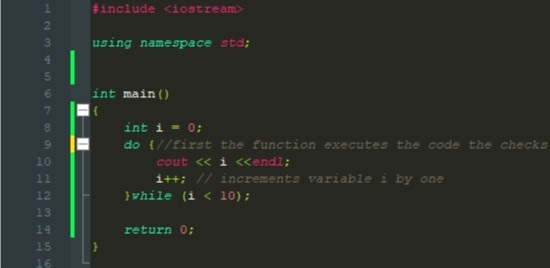 1 #include <iostream>
2
3 using namespace std;
4
5
6 int main()
7 {
8 int i = 0;
9 do {//first the function executes the code the checks
10 cout << i <<endl;
11 i++; // increments variable i by one
12 }while (i < 10);
13
14 return 0;
15 }
16